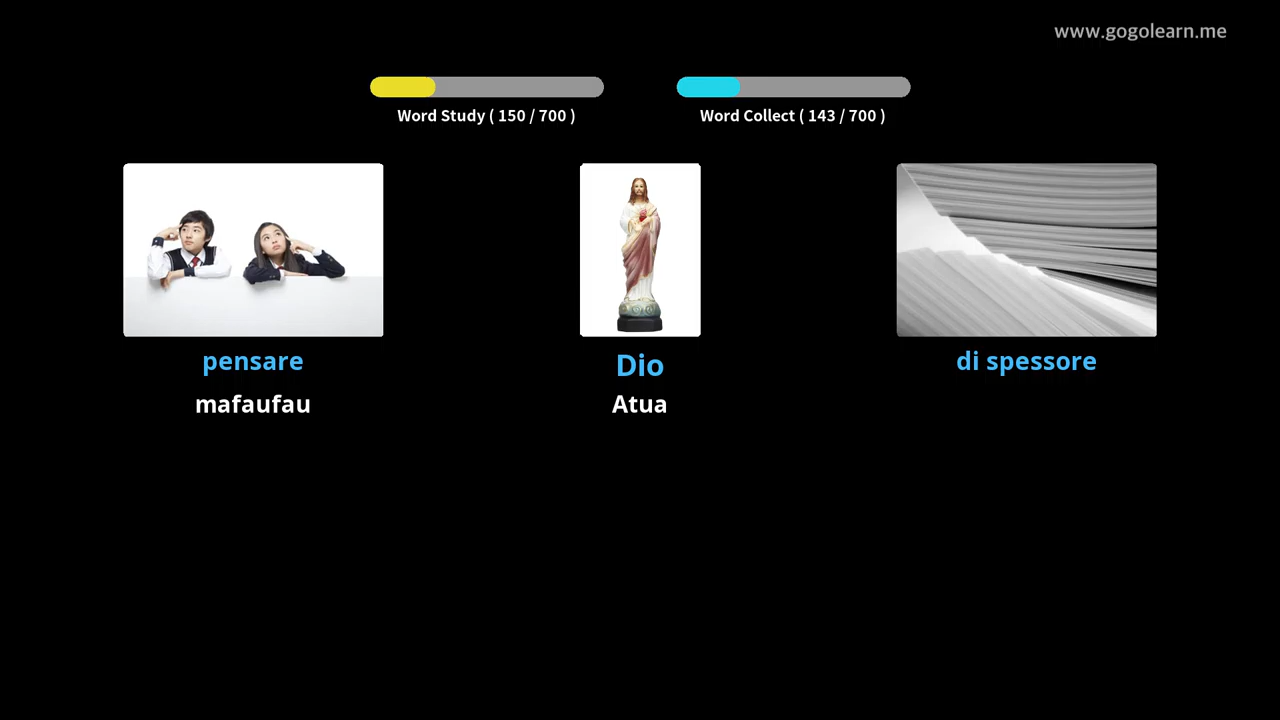 www.gogolearn.me
Word Study ( 150 / 700 )
Word Collect ( 143 / 700 )
pensare
mafaufau
Dio
Atua
di spessore